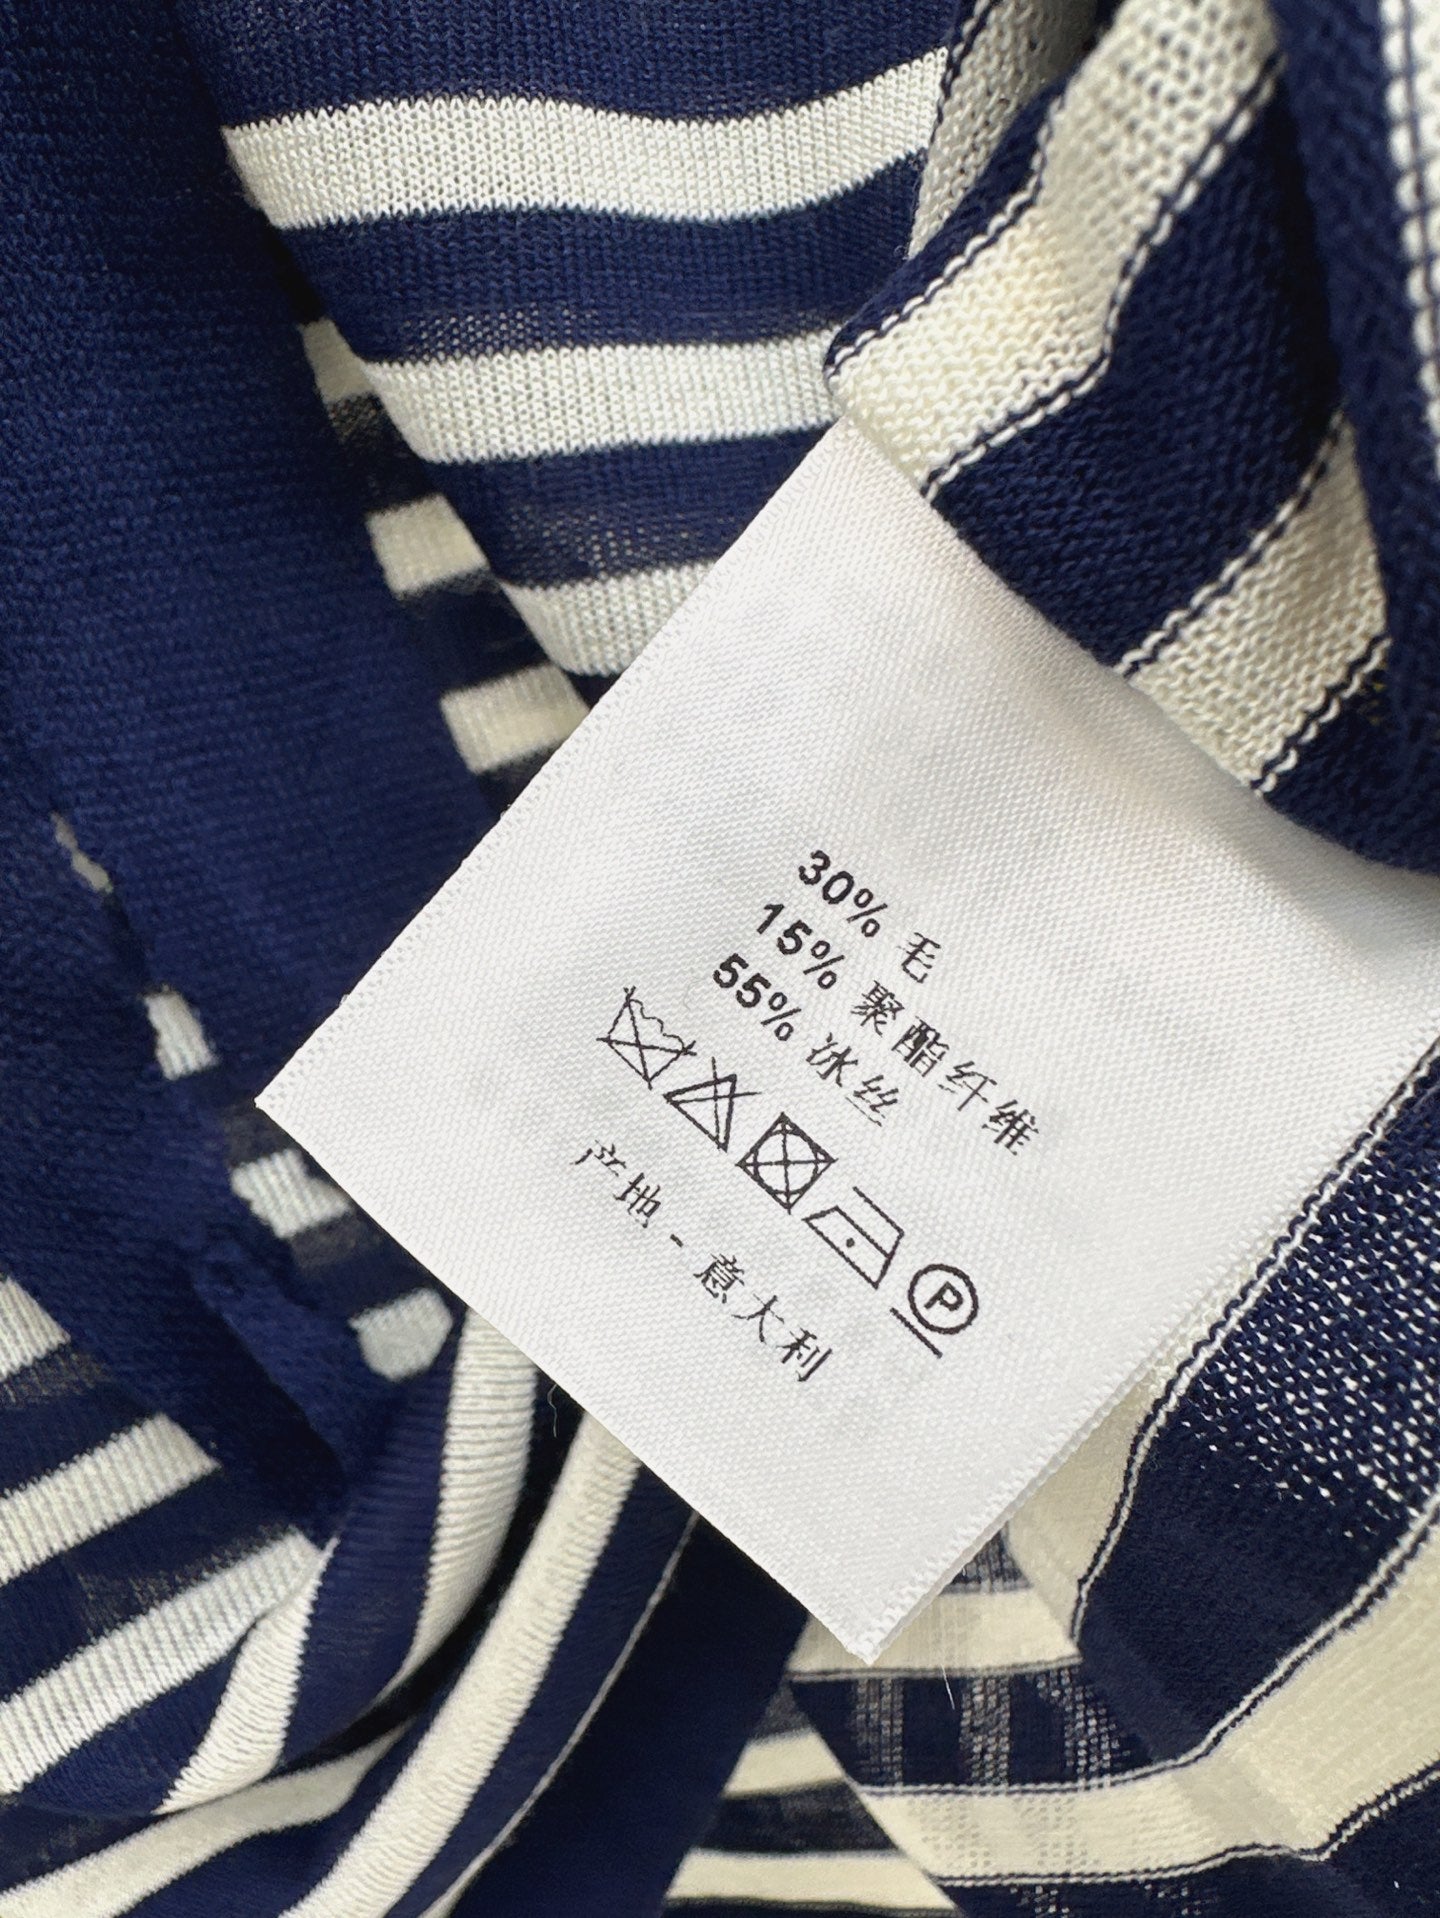 30% 毛
15% 聚酯纤维
55% 冰丝
P
产地-意大利